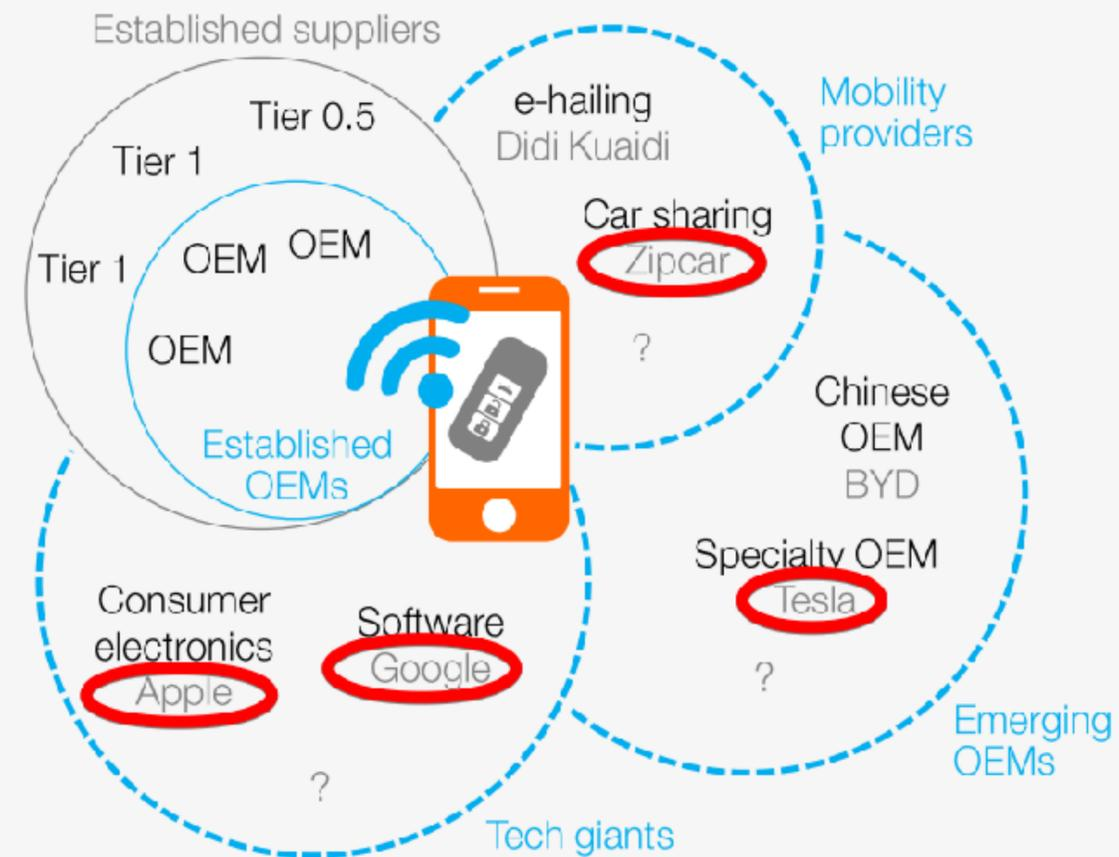 Established suppliers
Tier 0.5
Tier 1
Tier 1
OEM OEM
OEM
Established
OEMs
e-hailing
Didi Kuaidi
Car sharing
Zipcar
?
Mobility
providers
Chinese
OEM
BYD
Specialty OEM
Tesla
?
Emerging
OEMs
Consumer
electronics
Apple
Software
Google
?
Tech giants